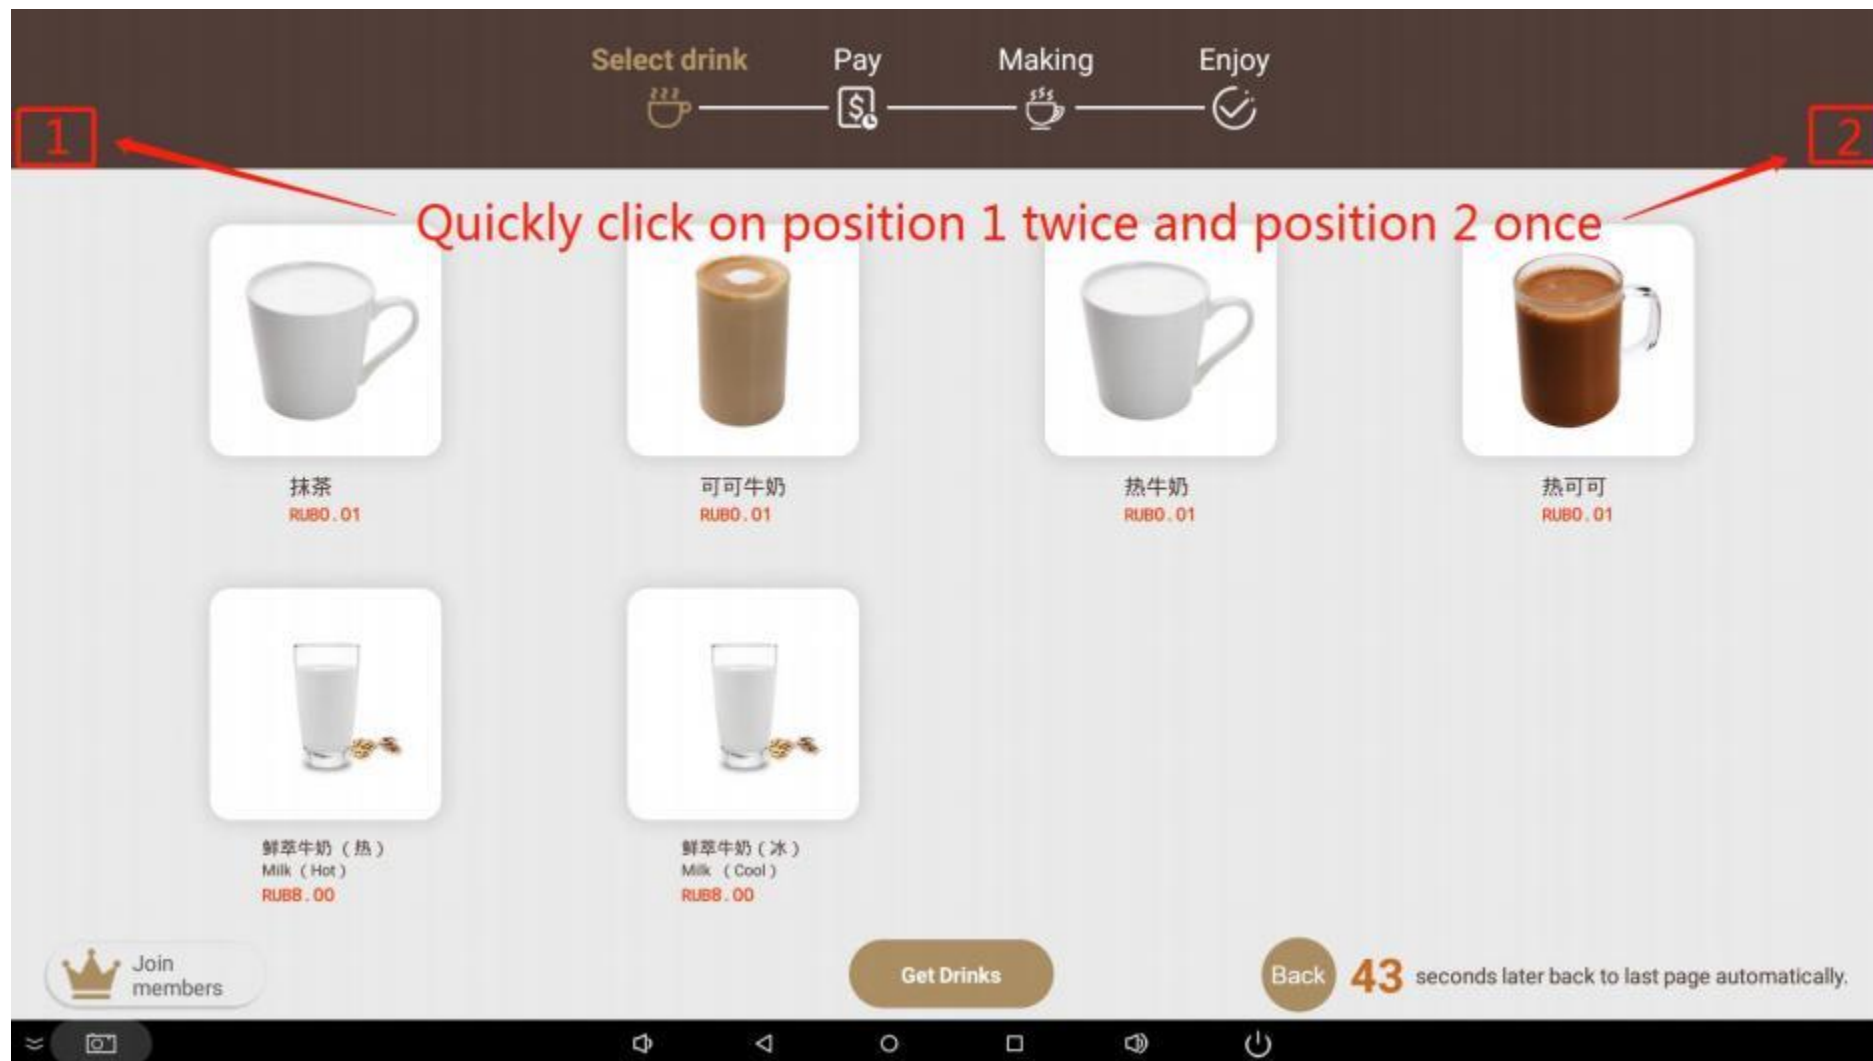 Select drink
Pay
Making
Enjoy
1
2
Quickly click on position 1 twice and position 2 once
抹茶
RUB0.01
可可牛奶
RUB0.01
热牛奶
RUB0.01
热可可
RUB0.01
鲜萃牛奶（热）
Milk （Hot）
RUB8.00
鲜萃牛奶（冰）
Milk （Cool）
RUB8.00
Join
members
Get Drinks
Back
43 seconds later back to last page automatically.